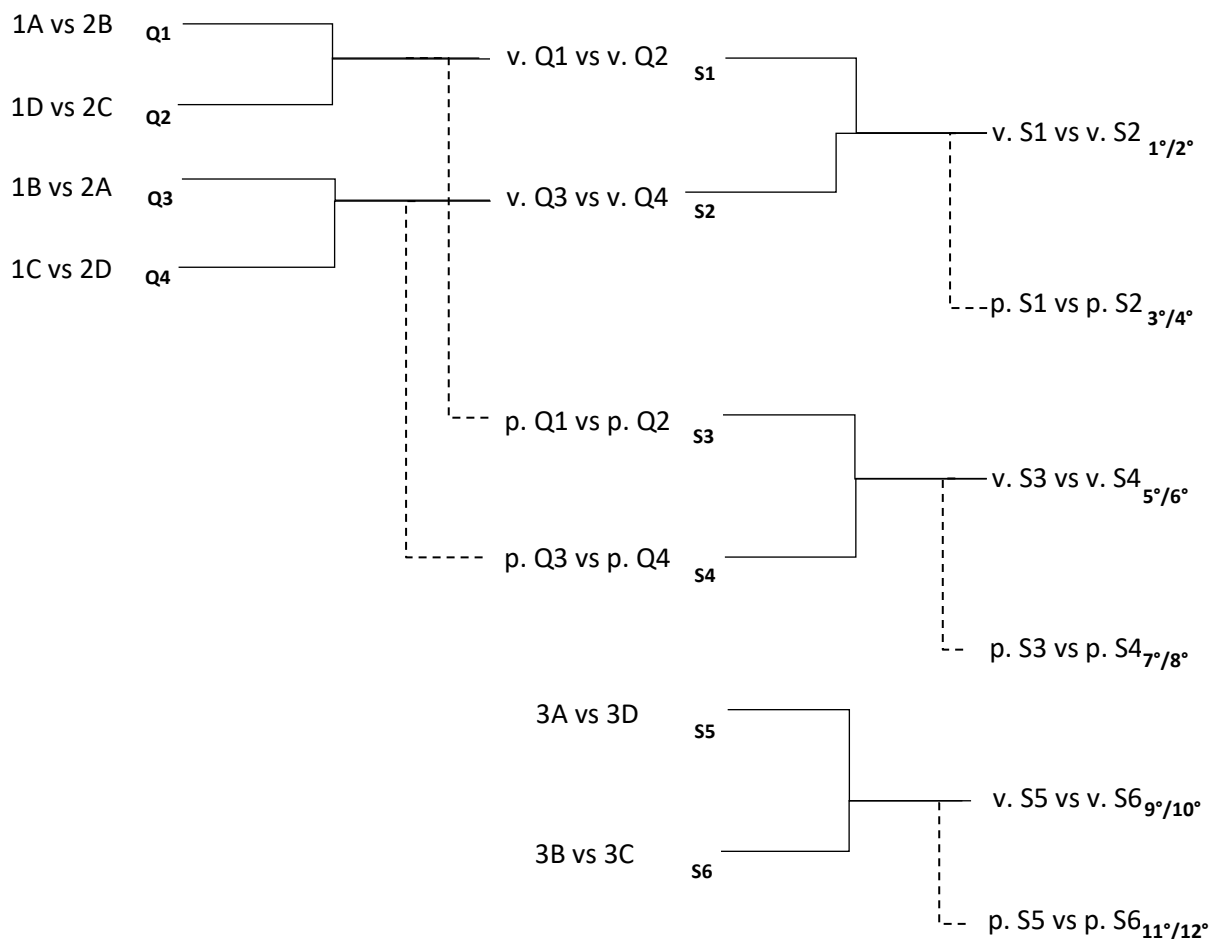 1A vs 2B Q1
v. Q1 vs v. Q2 S1
1D vs 2C Q2
v. S1 vs v. S2 1°/2°
1B vs 2A Q3
v. Q3 vs v. Q4 S2
1C vs 2D Q4
p. S1 vs p. S2 3°/4°
p. Q1 vs p. Q2 S3
v. S3 vs v. S4 5°/6°
p. Q3 vs p. Q4 S4
p. S3 vs p. S4 7°/8°
3A vs 3D S5
v. S5 vs v. S6 9°/10°
3B vs 3C S6
p. S5 vs p. S6 11°/12°